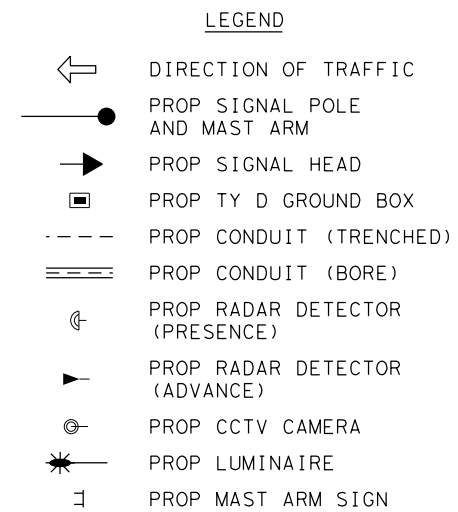 LEGEND
DIRECTION OF TRAFFIC
PROP SIGNAL POLE
AND MAST ARM
PROP SIGNAL HEAD
PROP TY D GROUND BOX
PROP CONDUIT (TRENCHED)
PROP CONDUIT (BORE)
PROP RADAR DETECTOR
(PRESENCE)
PROP RADAR DETECTOR
(ADVANCE)
PROP CCTV CAMERA
PROP LUMINAIRE
PROP MAST ARM SIGN